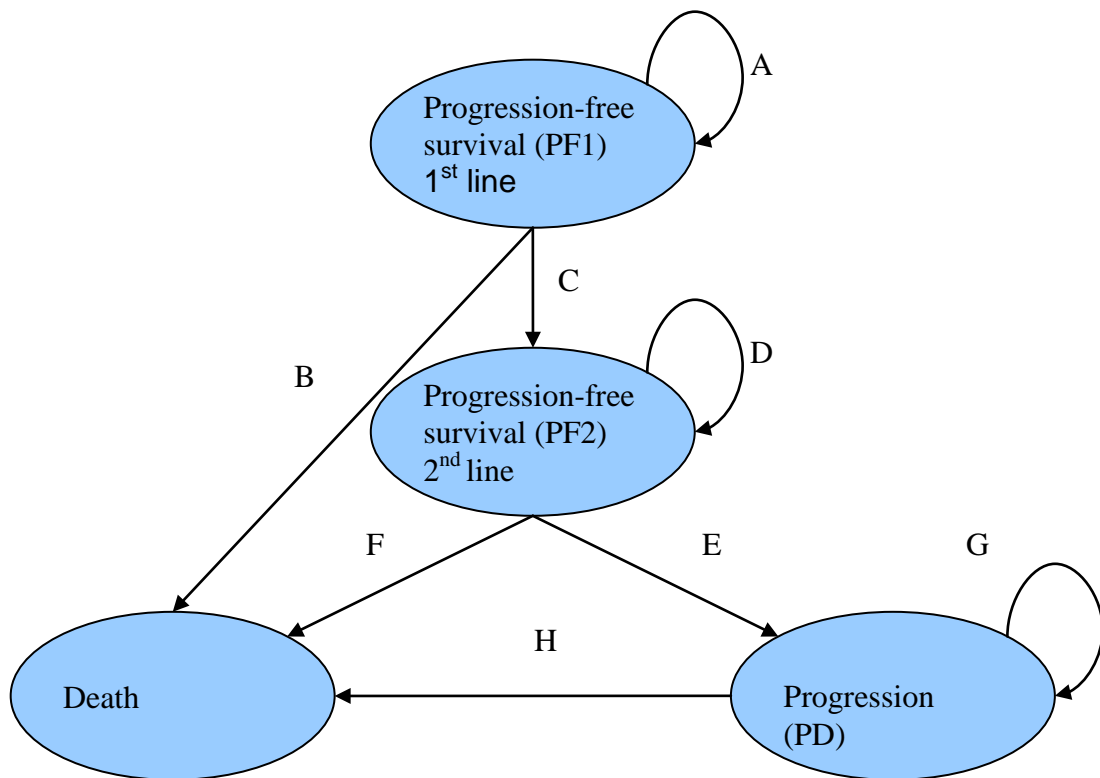 A
Progression-free
survival (PF1)
1st line
C
B
D
Progression-free
survival (PF2)
2nd line
F
E
G
H
Death
Progression
(PD)